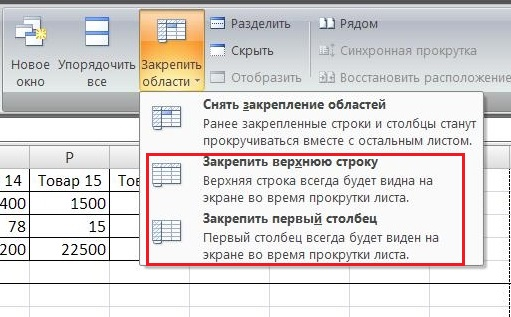 Новое окно
Упорядочить все
Закрепить области
Разделить
Скрыть
Отобразить
Рядом
Синхронная прокрутка
Восстановить расположение
Снять закрепление областей
Ранее закрепленные строки и столбцы станут
прокручиваться вместе с остальным листом.
Закрепить верхнюю строку
Верхняя строка всегда будет видна на
экране во время прокрутки листа.
Закрепить первый столбец
Первый столбец всегда будет виден на
экране во время прокрутки листа.
P
14 Товар 15 Тов
400 1500
78 15
200 22500